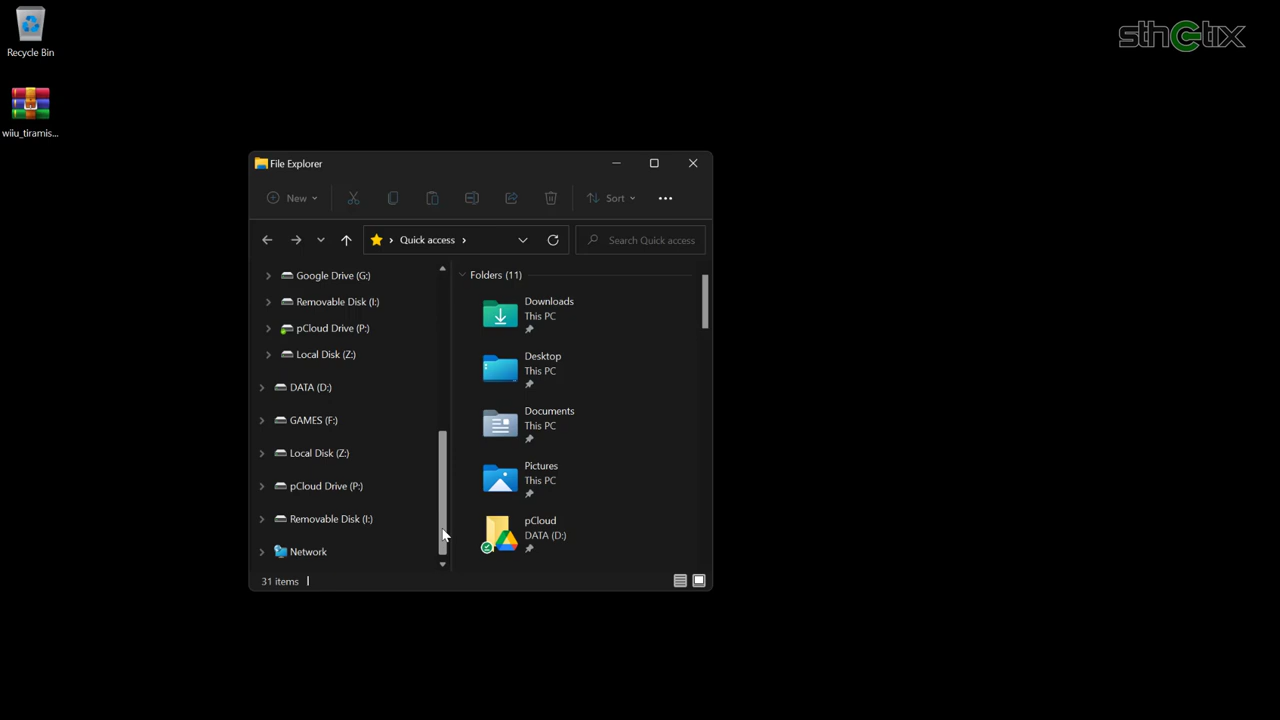 Recycle Bin
sthetix
wiiu_tiramis...
File Explorer
New
Sort
Quick access
Search Quick access
Google Drive (G:)
Removable Disk (I:)
pCloud Drive (P:)
Local Disk (Z:)
DATA (D:)
GAMES (F:)
Local Disk (Z:)
pCloud Drive (P:)
Removable Disk (I:)
Network
Folders (11)
Downloads
This PC
Desktop
This PC
Documents
This PC
Pictures
This PC
pCloud
DATA (D:)
31 items